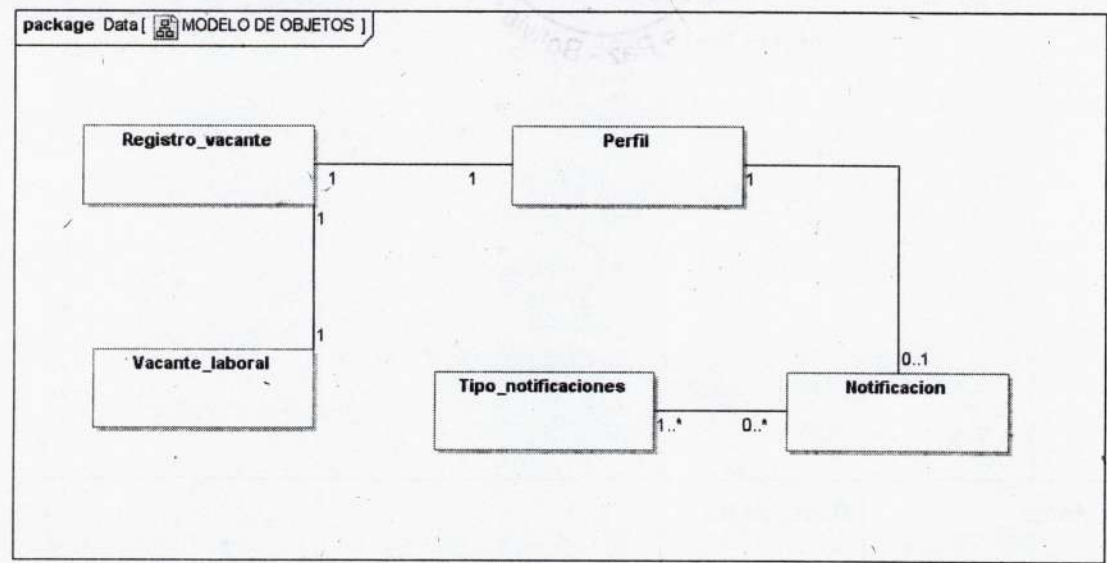 package Data [ MODELO DE OBJETOS ]
Registro_vacante
Perfil
1
1
1
1
1
0..1
Vacante_laboral
Tipo_notificaciones
Notificacion
1..*
0..*